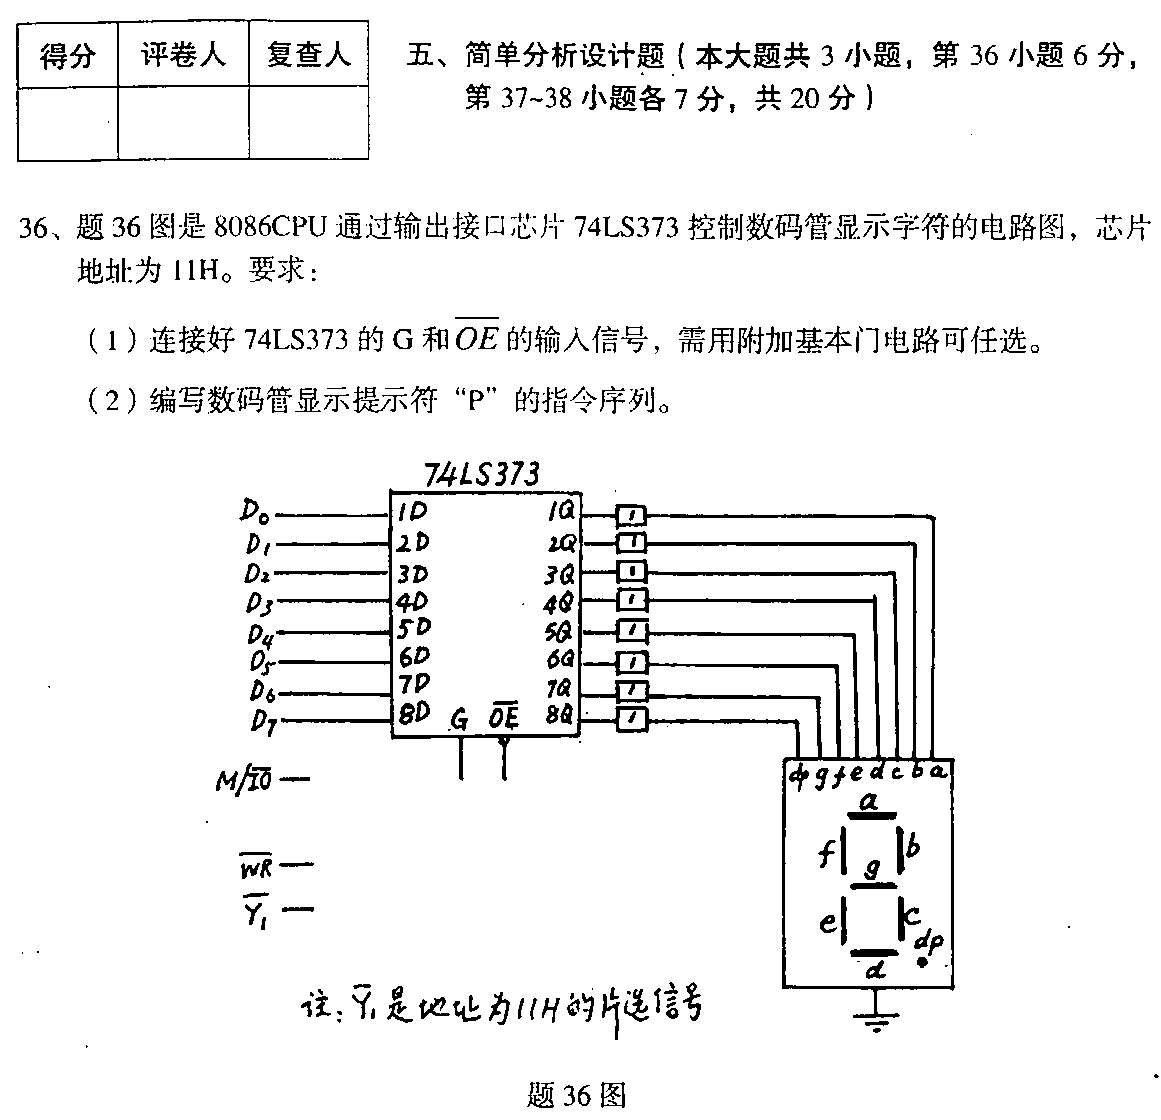 得分 评卷人 复查人
五、简单分析设计题（本大题共 3 小题，第 36 小题 6 分，
第 37~38 小题各 7 分，共 20 分）
36、题 36 图是 8086CPU 通过输出接口芯片 74LS373 控制数码管显示字符的电路图，芯片
地址为 11H。要求：
（1）连接好 74LS373 的 G 和 O̅E̅ 的输入信号，需用附加基本门电路可任选。
（2）编写数码管显示提示符“P”的指令序列。
74LS373
D₀ 1D 1Q 1
D₁ 2D 2Q 1
D₂ 3D 3Q 1
D₃ 4D 4Q 1
D₄ 5D 5Q 1
D₅ 6D 6Q 1
D₆ 7D 7Q 1
D₇ 8D G O̅E̅ 8Q 1
M/I̅O̅
dp g f e d c b a
a
f b
W̅R̅
g
Y̅₁
e c
dp
d
注：Y̅₁是地址为11H的片选信号
题 36 图